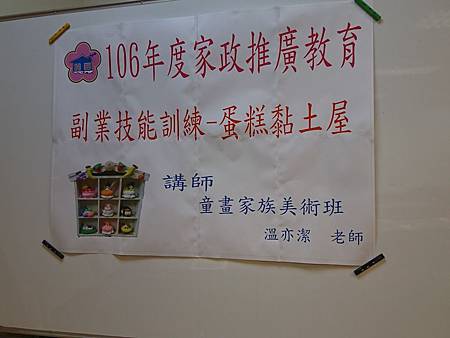 106年度家政推廣教育
副業技能訓練-蛋糕黏土屋
講師
童畫家族美術班
溫亦潔 老師